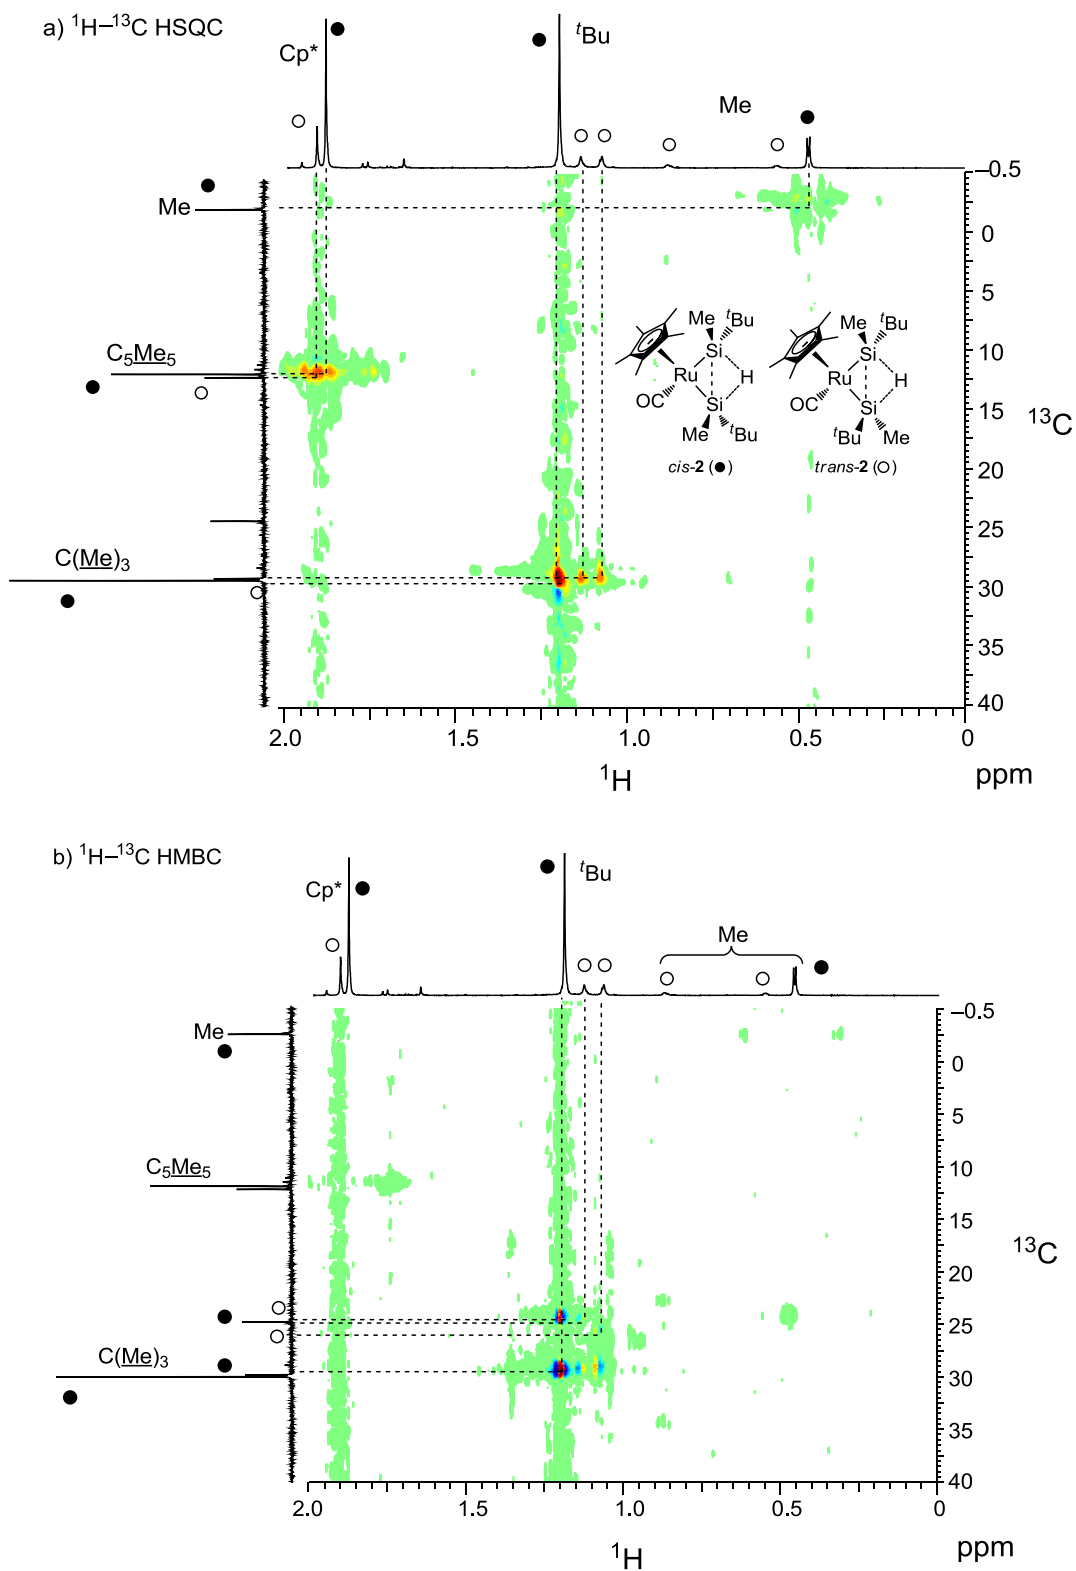 a) ¹H–¹³C HSQC
Cp*
ᵗBu
Me
–0.5
Me
0
5
C₅Me₅
10
15
¹³C
20
25
C(Me)₃
30
35
40
Me
ᵗBu
Si
Ru
H
OC
Si
Me
ᵗBu
cis-2 (●)
Me
ᵗBu
Si
Ru
H
OC
Si
ᵗBu
Me
trans-2 (○)
2.0 1.5 1.0 0.5 0
¹H
ppm
b) ¹H–¹³C HMBC
Cp*
ᵗBu
Me
–0.5
Me
0
5
C₅Me₅
10
15
¹³C
20
25
C(Me)₃
30
35
40
2.0 1.5 1.0 0.5 0
¹H
ppm